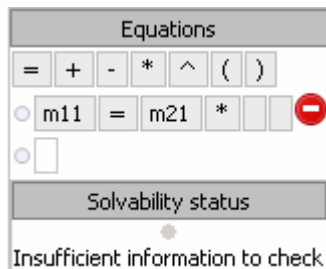 Equations
= + - * ^ ( )
m11 = m21 *
Solvability status
Insufficient information to check